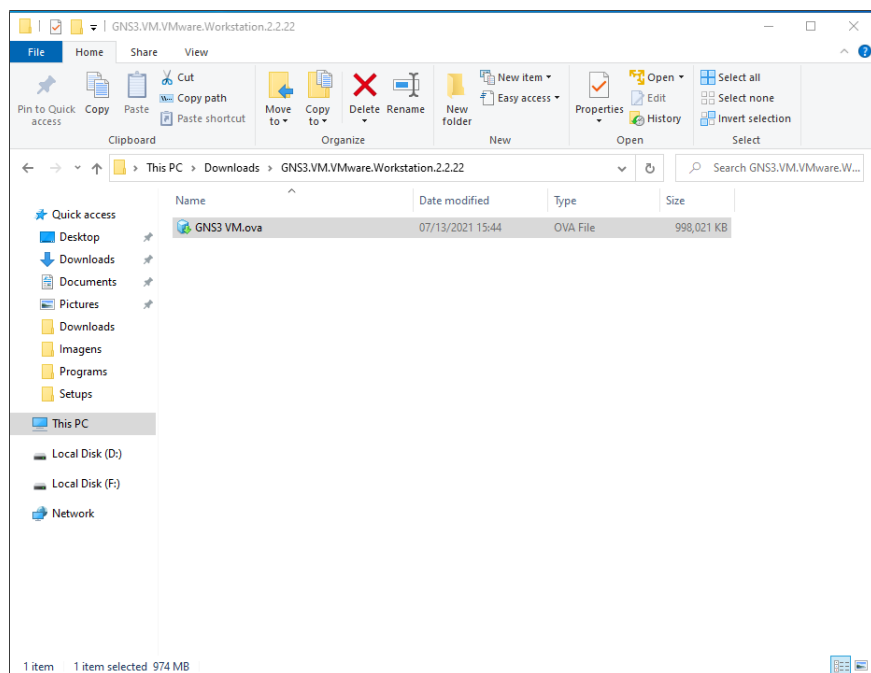 GNS3.VM.VMware.Workstation.2.2.22
File Home Share View
Pin to Quick access
Copy
Paste
Cut
Copy path
Paste shortcut
Clipboard
Move to
Copy to
Delete
Rename
Organize
New folder
New item
Easy access
New
Properties
Open
Edit
History
Open
Select all
Select none
Invert selection
Select
This PC > Downloads > GNS3.VM.VMware.Workstation.2.2.22
Search GNS3.VM.VMware.W...
Name Date modified Type Size
GNS3 VM.ova 07/13/2021 15:44 OVA File 998,021 KB
Quick access
Desktop
Downloads
Documents
Pictures
Downloads
Imagens
Programs
Setups
This PC
Local Disk (D:)
Local Disk (F:)
Network
1 item 1 item selected 974 MB